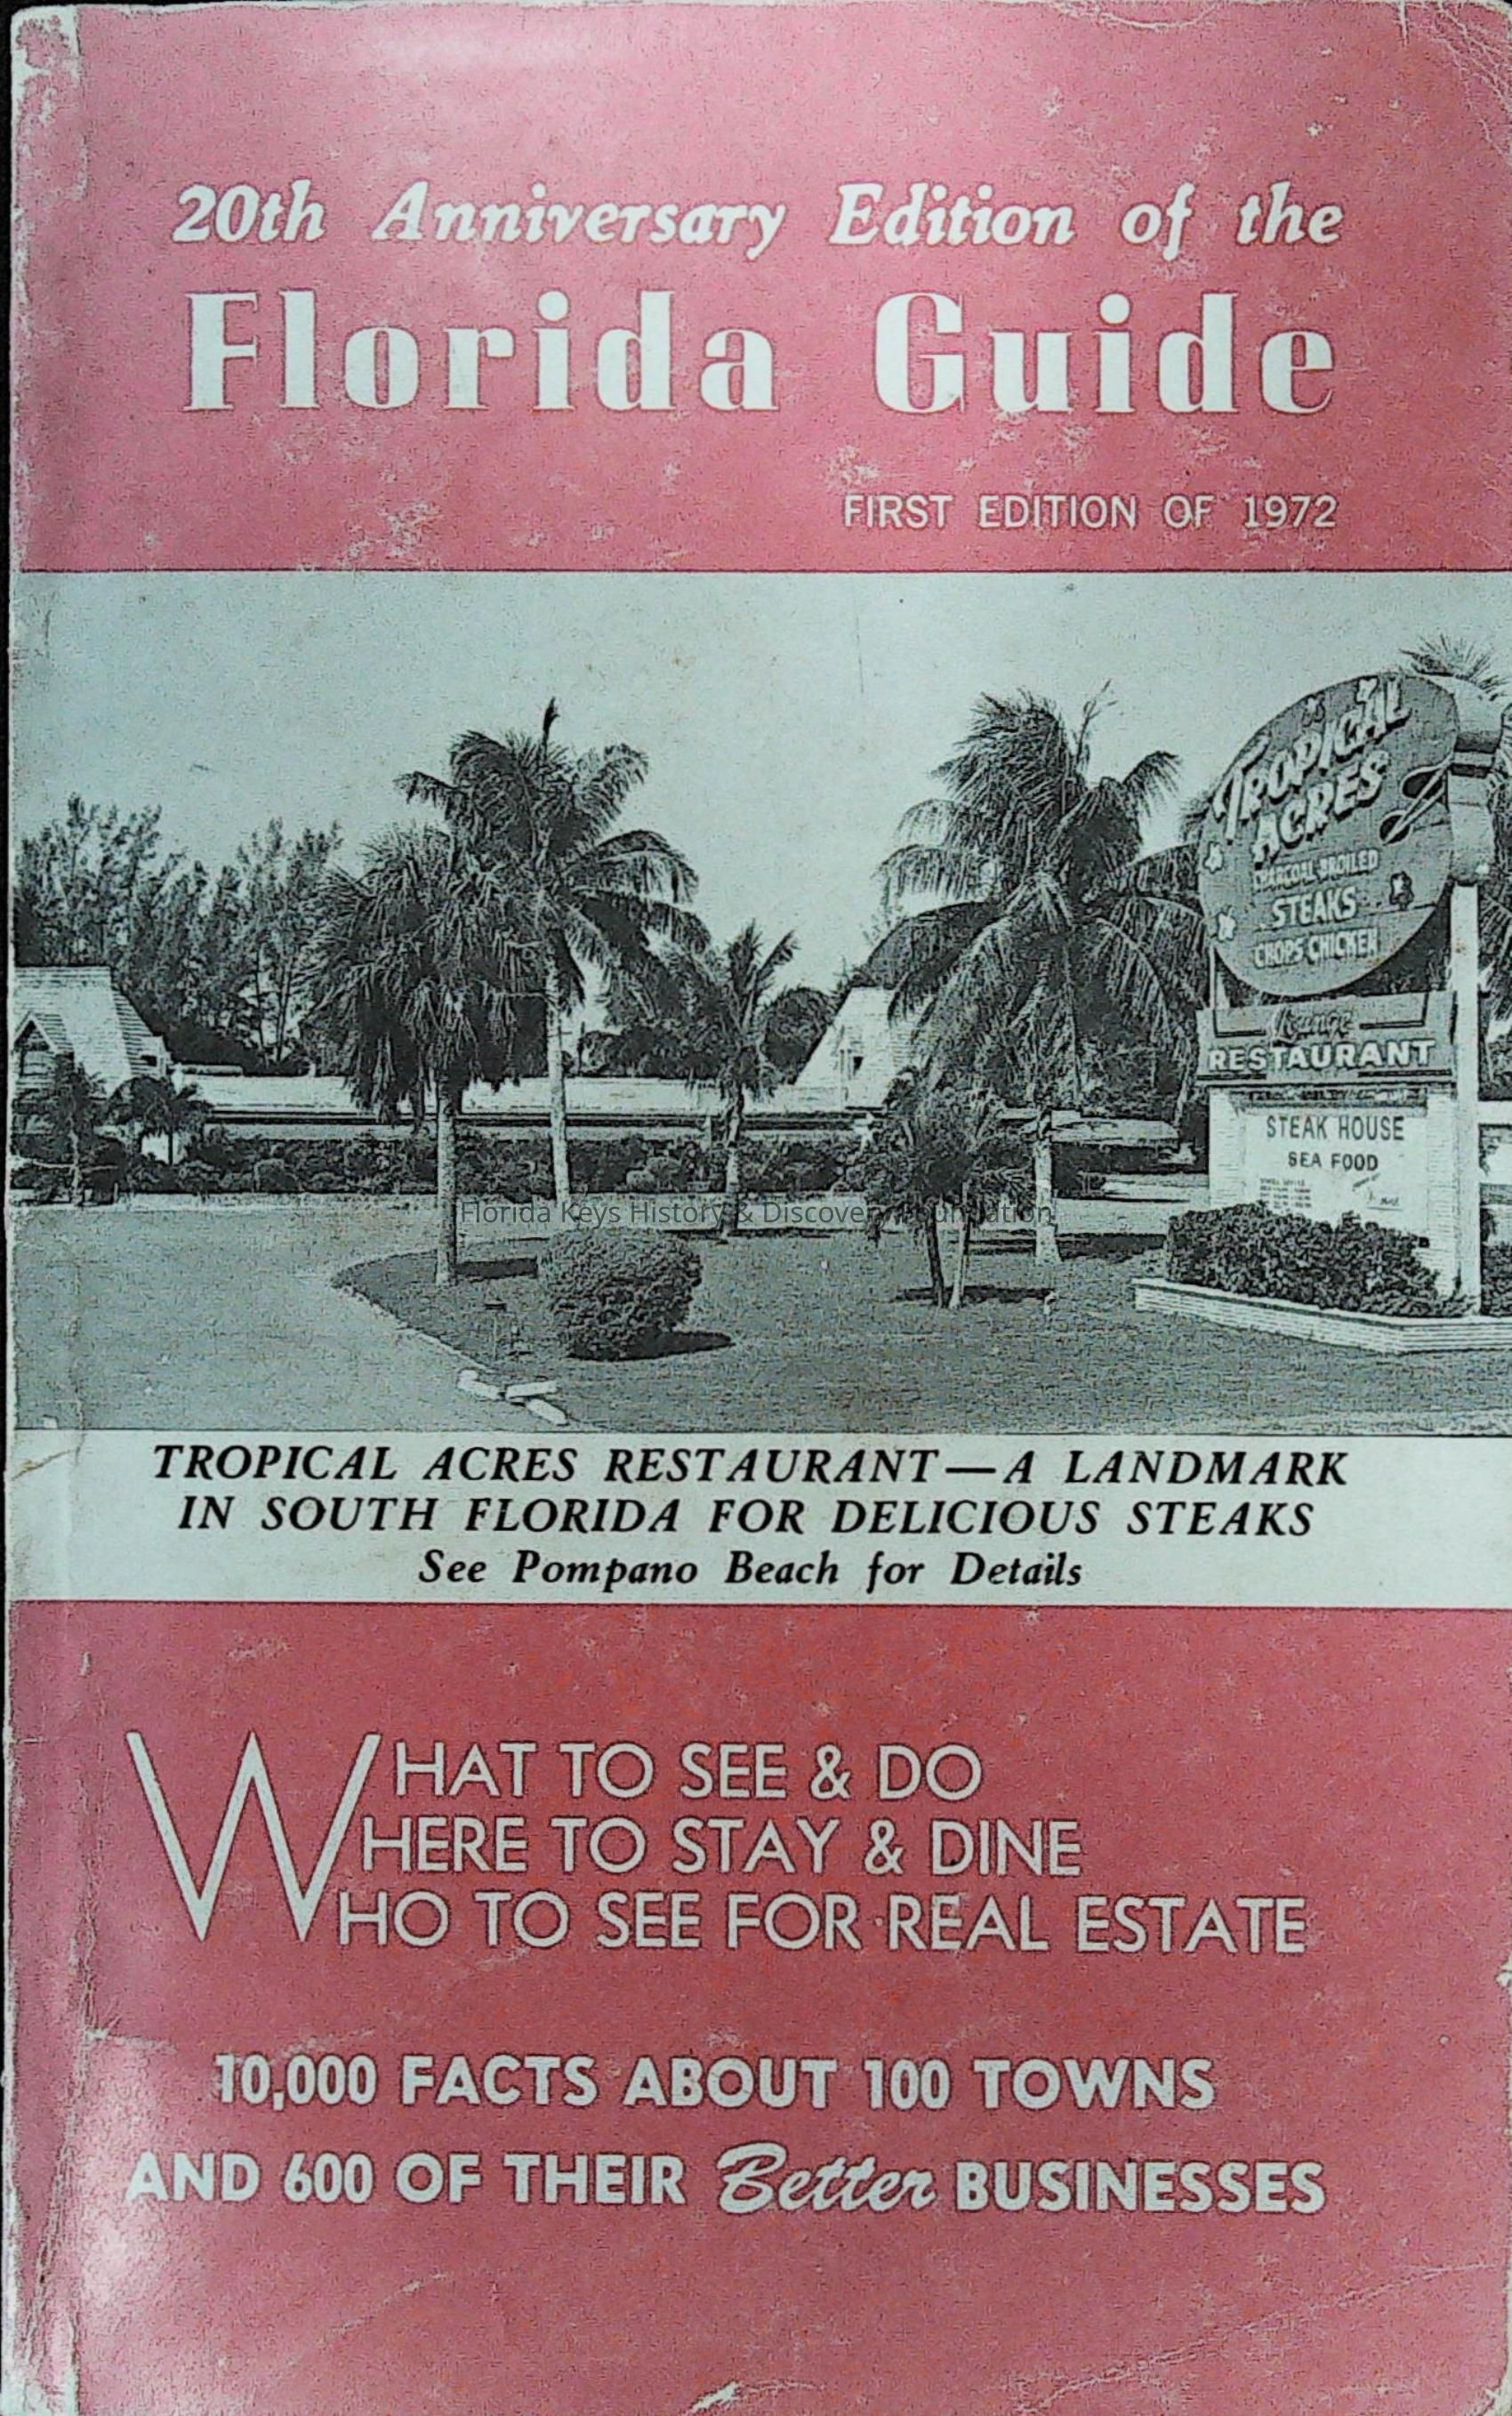 20th Anniversary Edition of the
Florida Guide
FIRST EDITION OF 1972
TROPICAL
ACRES
CHARCOAL-BROILED
STEAKS
CHOPS CHICKEN
Lounge
RESTAURANT
STEAK HOUSE
SEA FOOD
Florida Keys History & Discovery Foundation
TROPICAL ACRES RESTAURANT—A LANDMARK
IN SOUTH FLORIDA FOR DELICIOUS STEAKS
See Pompano Beach for Details
WHAT TO SEE & DO
WHERE TO STAY & DINE
WHO TO SEE FOR REAL ESTATE
10,000 FACTS ABOUT 100 TOWNS
AND 600 OF THEIR Better BUSINESSES